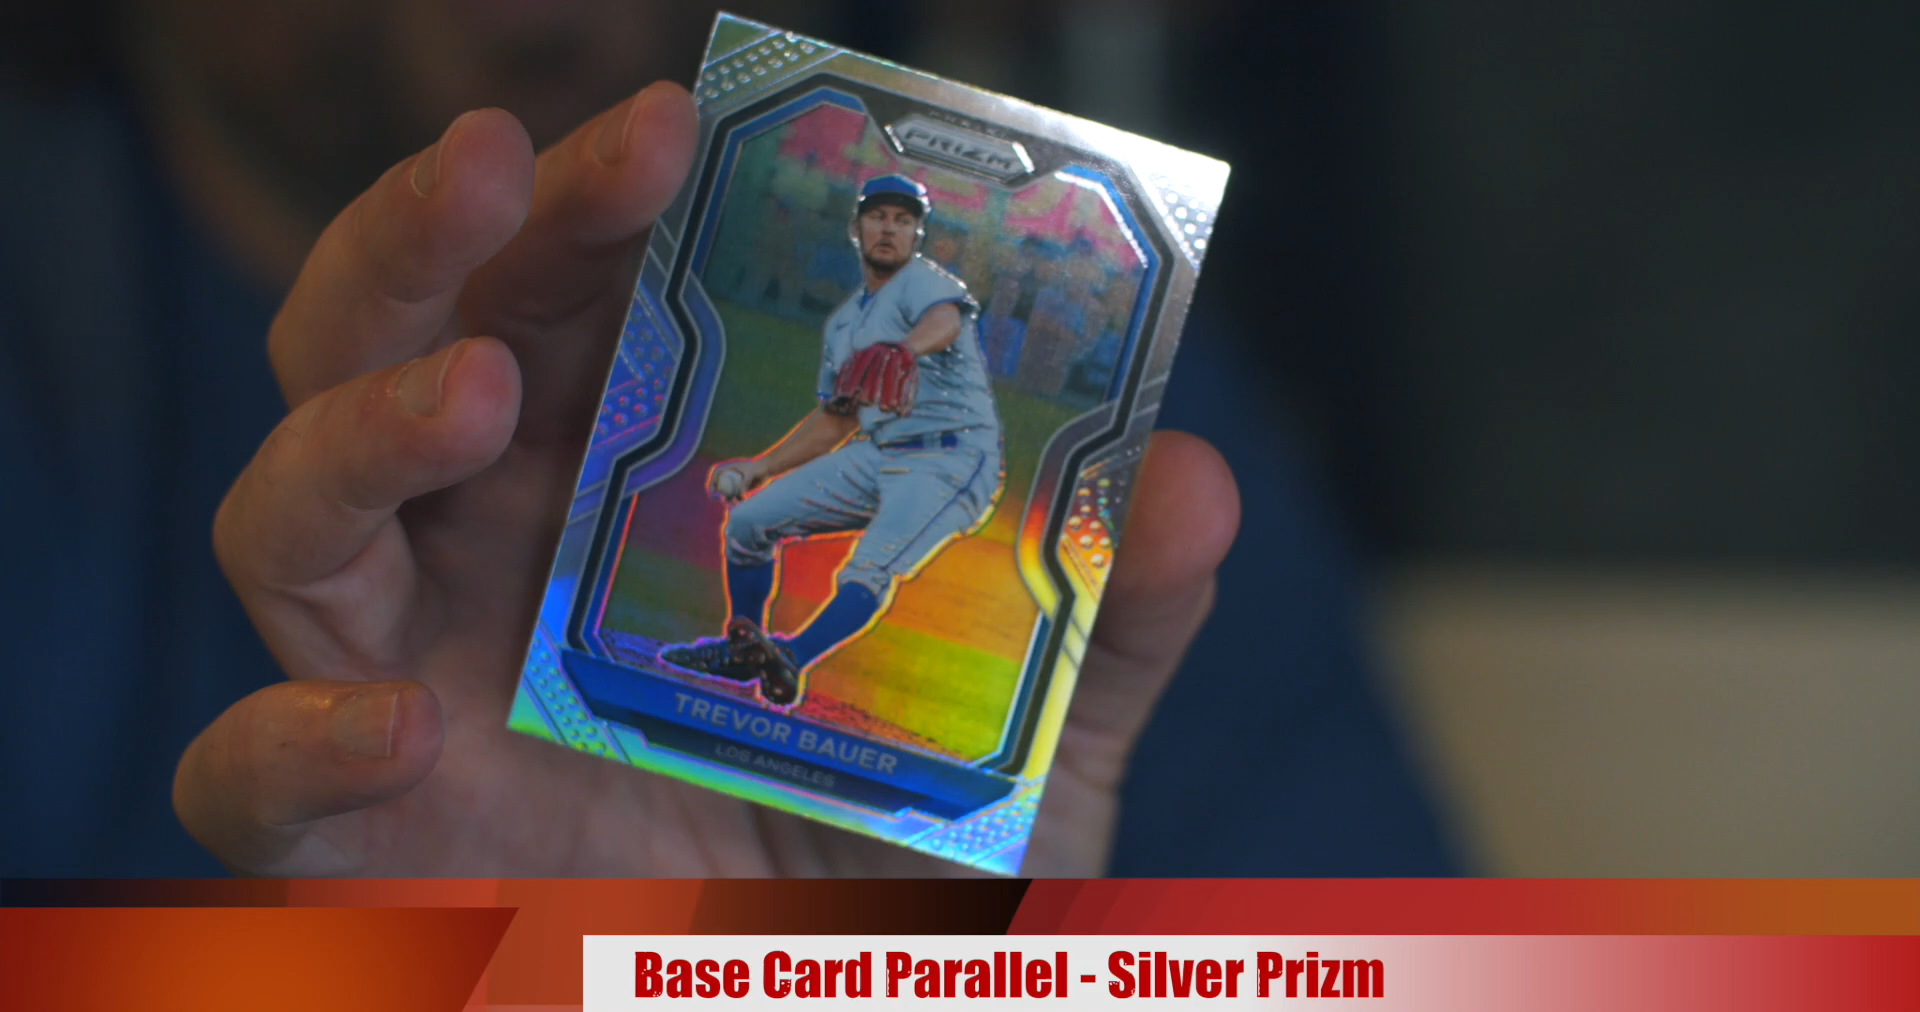 PRIZM
TREVOR BAUER
LOS ANGELES
Base Card Parallel - Silver Prizm